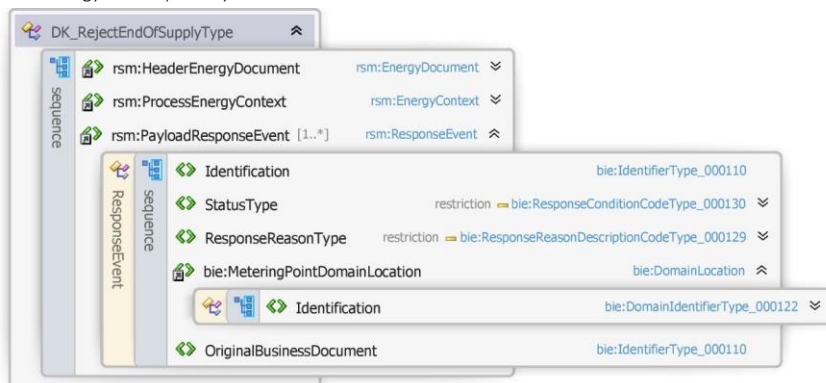 DK_RejectEndOfSupplyType
rsm:HeaderEnergyDocument rsm:EnergyDocument
rsm:ProcessEnergyContext rsm:EnergyContext
rsm:PayloadResponseEvent [1..*] rsm:ResponseEvent
sequence
Identification bie:IdentifierType_000110
StatusType restriction bie:ResponseConditionCodeType_000130
ResponseReasonType restriction bie:ResponseReasonDescriptionCodeType_000129
bie:MeteringPointDomainLocation bie:DomainLocation
ResponseEvent
sequence
Identification bie:DomainIdentifierType_000122
OriginalBusinessDocument bie:IdentifierType_000110